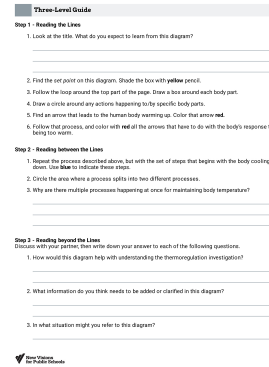 Three-Level Guide
Step 1 - Reading the Lines
1. Look at the title. What do you expect to learn from this diagram?
2. Find the set point on this diagram. Shade the box with yellow pencil.
3. Follow the loop around the top part of the page. Draw a box around each body part.
4. Draw a circle around any actions happening to/by specific body parts.
5. Find an arrow that leads to the human body warming up. Color that arrow red.
6. Follow that process, and color with red all the arrows that have to do with the body's response
being too warm.
Step 2 - Reading between the Lines
1. Repeat the process described above, but with the set of steps that begins with the body cooling
down. Use blue to indicate these steps.
2. Circle the area where a process splits into two different processes.
3. Why are there multiple processes happening at once for maintaining body temperature?
Step 3 - Reading beyond the Lines
Discuss with your partner, then write down your answer to each of the following questions.
1. How would this diagram help with understanding the thermoregulation investigation?
2. What information do you think needs to be added or clarified in this diagram?
3. In what situation might you refer to this diagram?
New Visions
for Public Schools